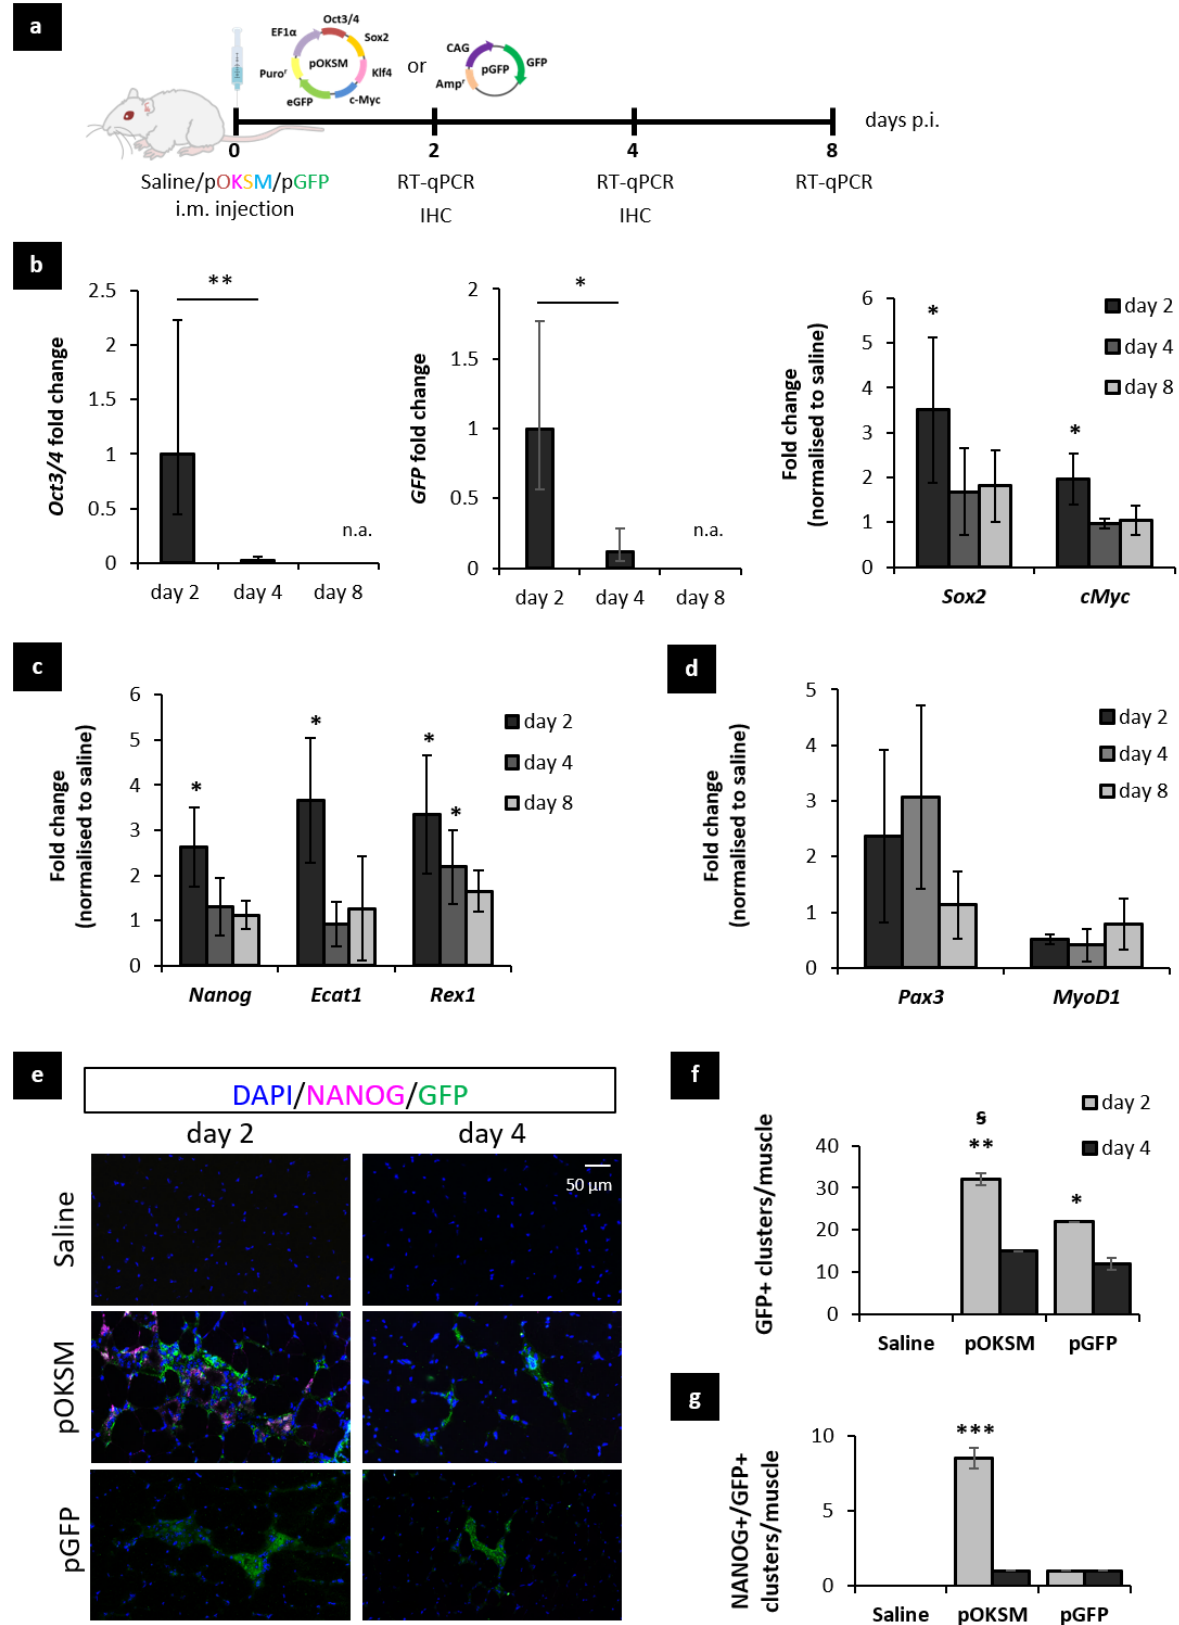 a
EF1α
Oct3/4
Sox2
Puroʳ
pOKSM
Klf4
eGFP
c-Myc
or
CAG
GFP
pGFP
Ampʳ
days p.i.
0
2
4
8
Saline/pOKSM/pGFP
i.m. injection
RT-qPCR
IHC
RT-qPCR
IHC
RT-qPCR
b
Oct3/4 fold change
2.5
2
1.5
1
0.5
0
**
n.a.
day 2
day 4
day 8
GFP fold change
2
1.5
1
0.5
0
*
n.a.
day 2
day 4
day 8
Fold change
(normalised to saline)
6
5
4
3
2
1
0
*
*
Sox2
cMyc
day 2
day 4
day 8
c
Fold change
(normalised to saline)
6
5
4
3
2
1
0
*
*
*
*
Nanog
Ecat1
Rex1
day 2
day 4
day 8
d
Fold change
(normalised to saline)
5
4
3
2
1
0
Pax3
MyoD1
day 2
day 4
day 8
e
DAPI/NANOG/GFP
day 2
day 4
Saline
50 μm
pOKSM
pGFP
f
GFP+ clusters/muscle
40
30
20
10
0
**
*
Saline
pOKSM
pGFP
day 2
day 4
g
NANOG+/GFP+
clusters/muscle
10
5
0
***
Saline
pOKSM
pGFP